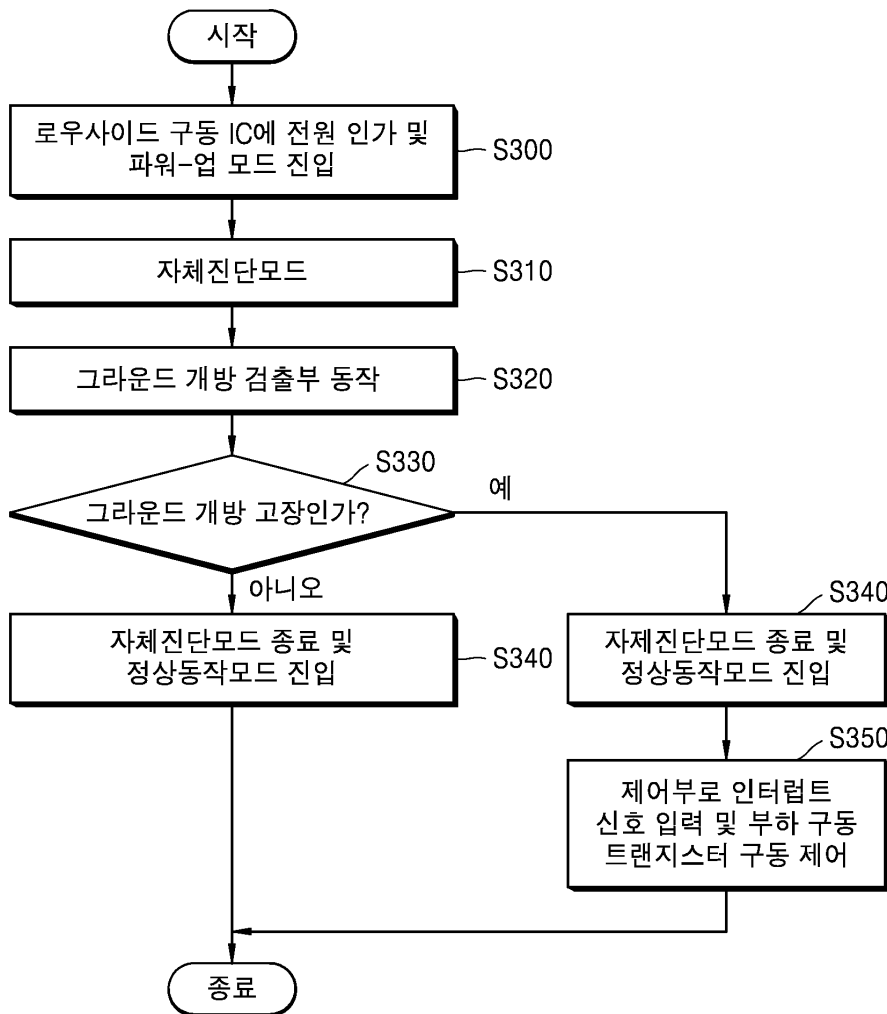 시작
로우사이드 구동 IC에 전원 인가 및
파워-업 모드 진입
S300
자체진단모드
S310
그라운드 개방 검출부 동작
S320
S330
그라운드 개방 고장인가?
예
아니오
자체진단모드 종료 및
정상동작모드 진입
S340
S340
자제진단모드 종료 및
정상동작모드 진입
S350
제어부로 인터럽트
신호 입력 및 부하 구동
트랜지스터 구동 제어
종료